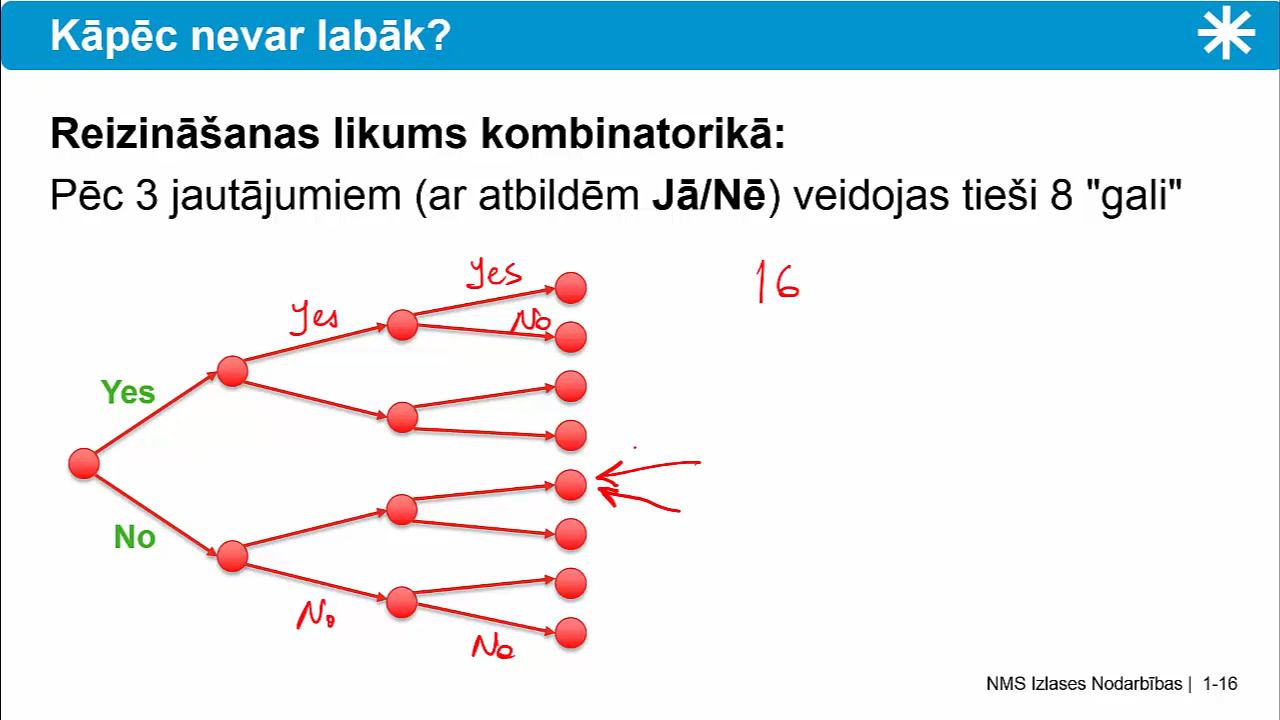 Kāpēc nevar labāk?
Reizināšanas likums kombinatorikā:
Pēc 3 jautājumiem (ar atbildēm Jā/Nē) veidojas tieši 8 "gali"
Yes
16
Yes
No
Yes
No
No
No
NMS Izlases Nodarbības | 1-16